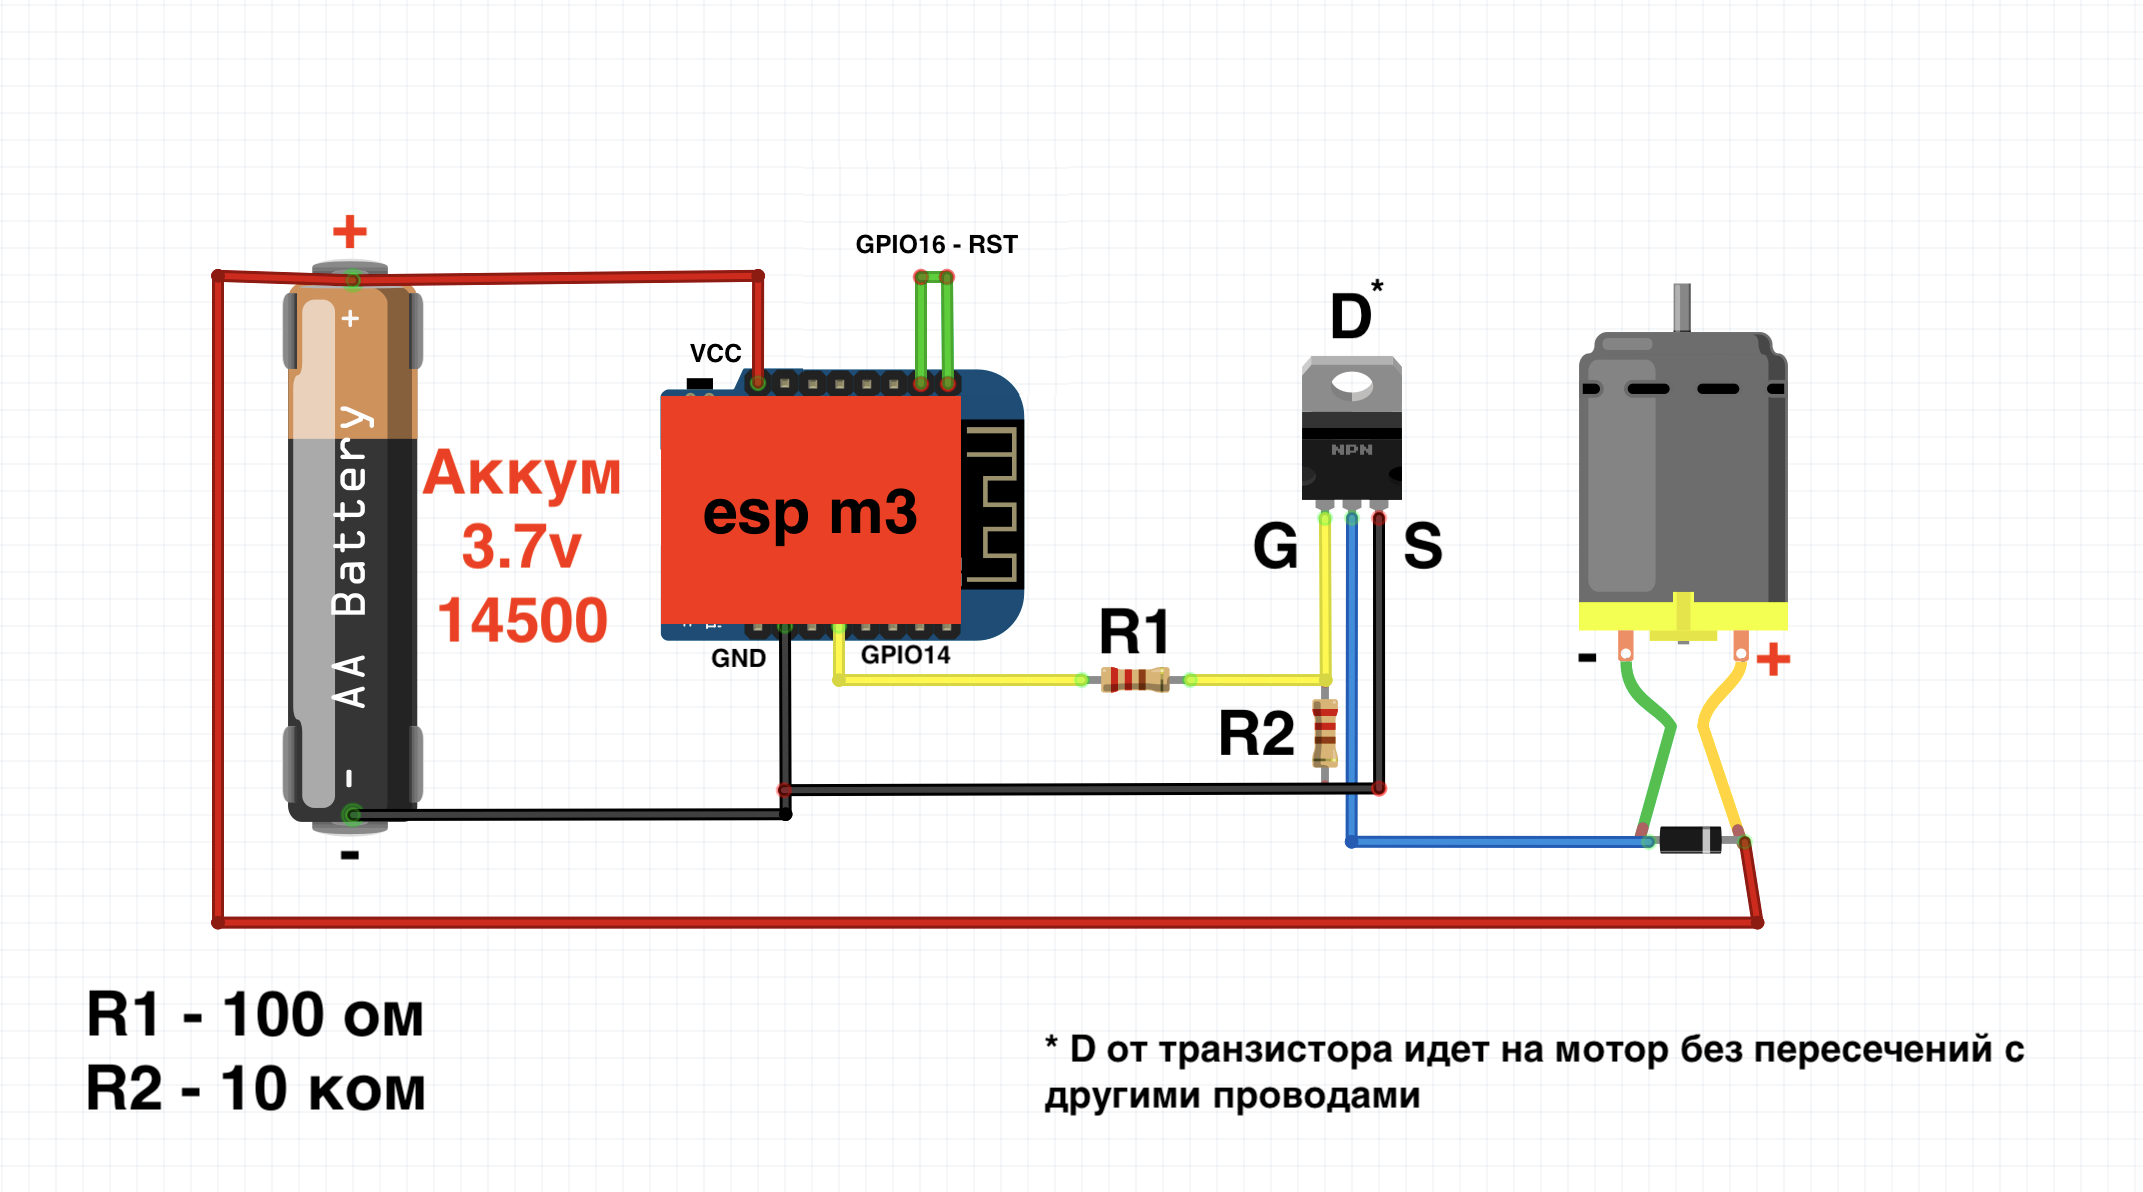 +
GPIO16 - RST
D*
VCC
+
AA Battery
-
Аккум
3.7v
14500
esp m3
NPN
G
S
R1
GND
GPIO14
-
+
R2
-
R1 - 100 ом
R2 - 10 ком
* D от транзистора идет на мотор без пересечений с
другими проводами